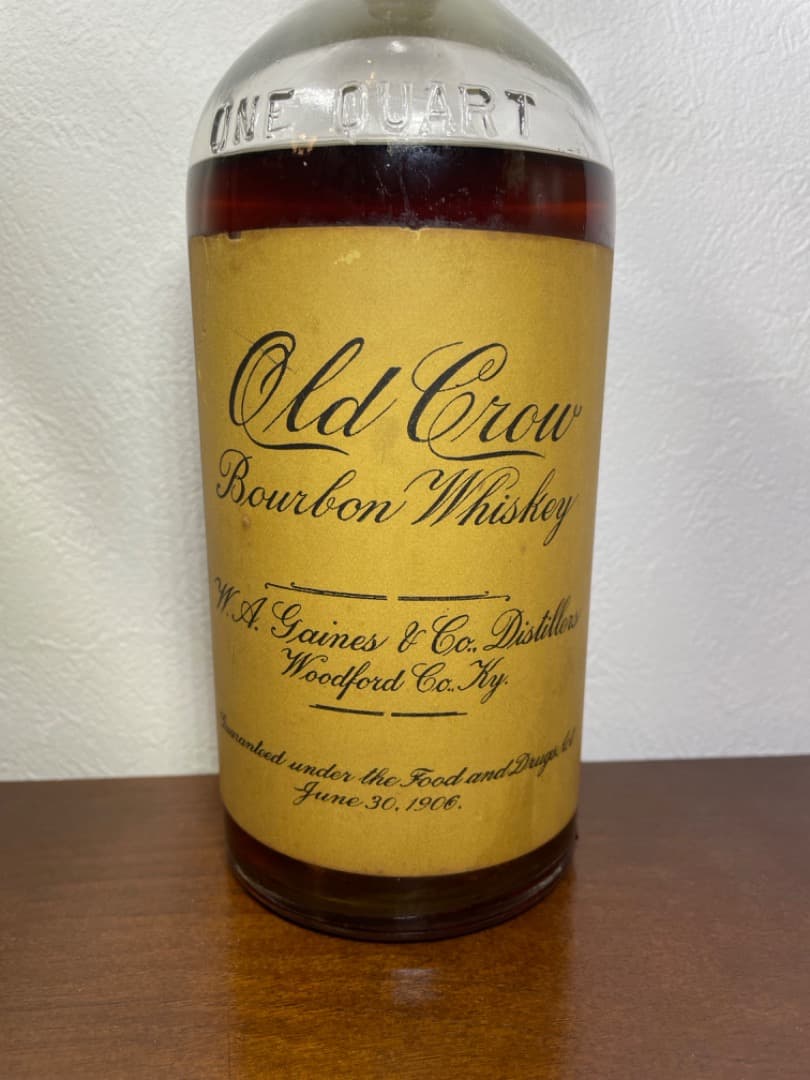 ONE QUART
Old Crow
Bourbon Whiskey
W. A. Gaines & Co., Distillers
Woodford Co., Ky.
Guaranteed under the Food and Drugs Act
June 30, 1906.